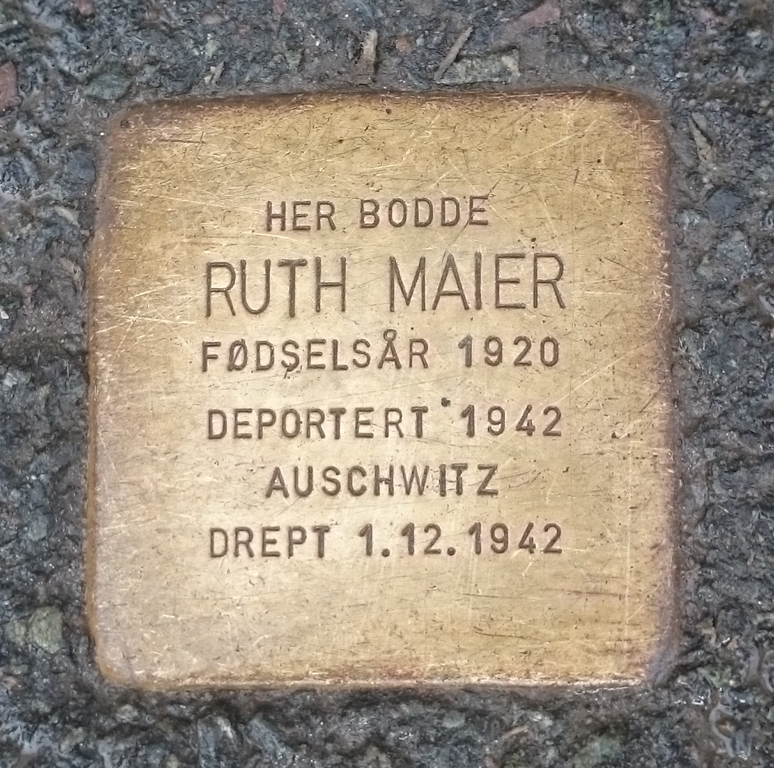 HER BODDE
RUTH MAIER
FØDSELSÅR 1920
DEPORTERT 1942
AUSCHWITZ
DREPT 1.12.1942